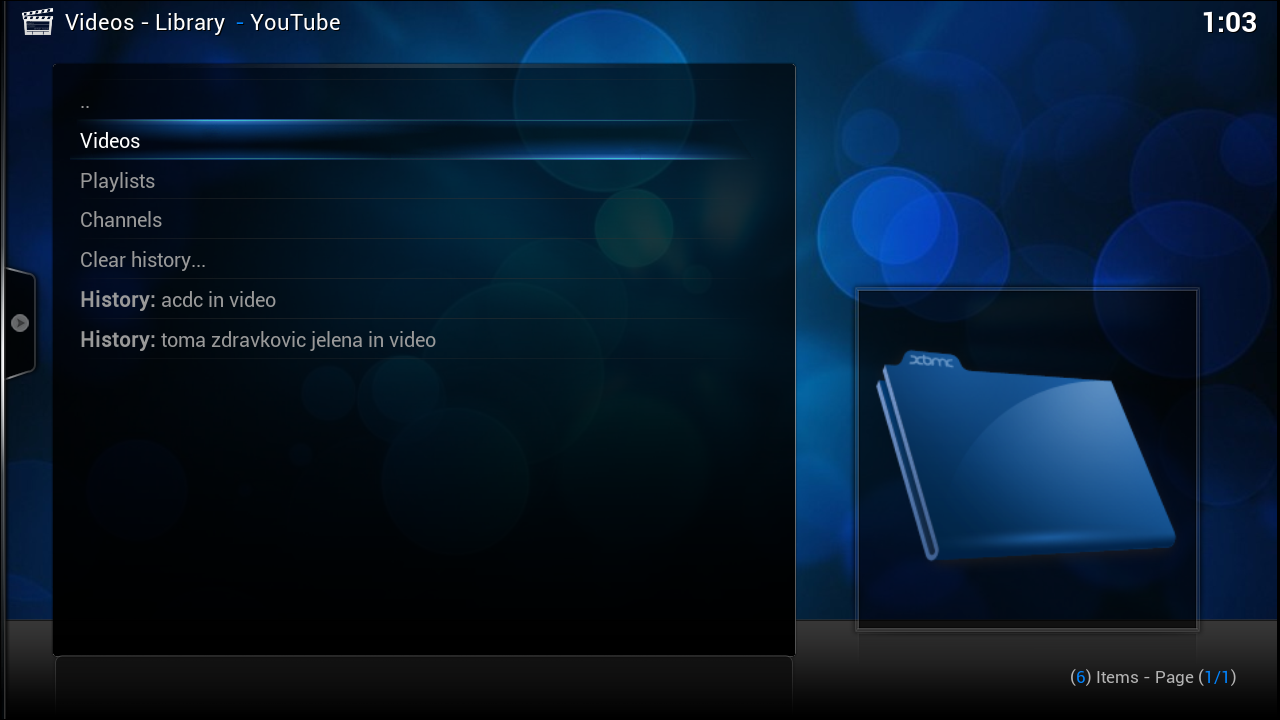 Videos - Library - YouTube
1:03
..
Videos
Playlists
Channels
Clear history...
History: acdc in video
History: toma zdravkovic jelena in video
xbmc
(6) Items - Page (1/1)